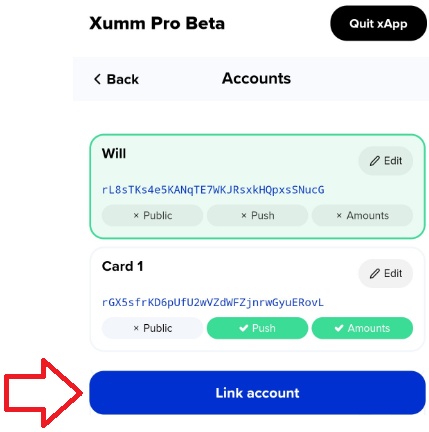 Xumm Pro Beta Quit xApp
Back Accounts
Will
Edit
rL8sTKs4e5KANqTE7WKJRsxkHQpxsSNucG
× Public × Push × Amounts
Card 1
Edit
rGX5sfrKD6pUfU2wVZdWFZjnrwGyuERovL
× Public ✓ Push ✓ Amounts
Link account